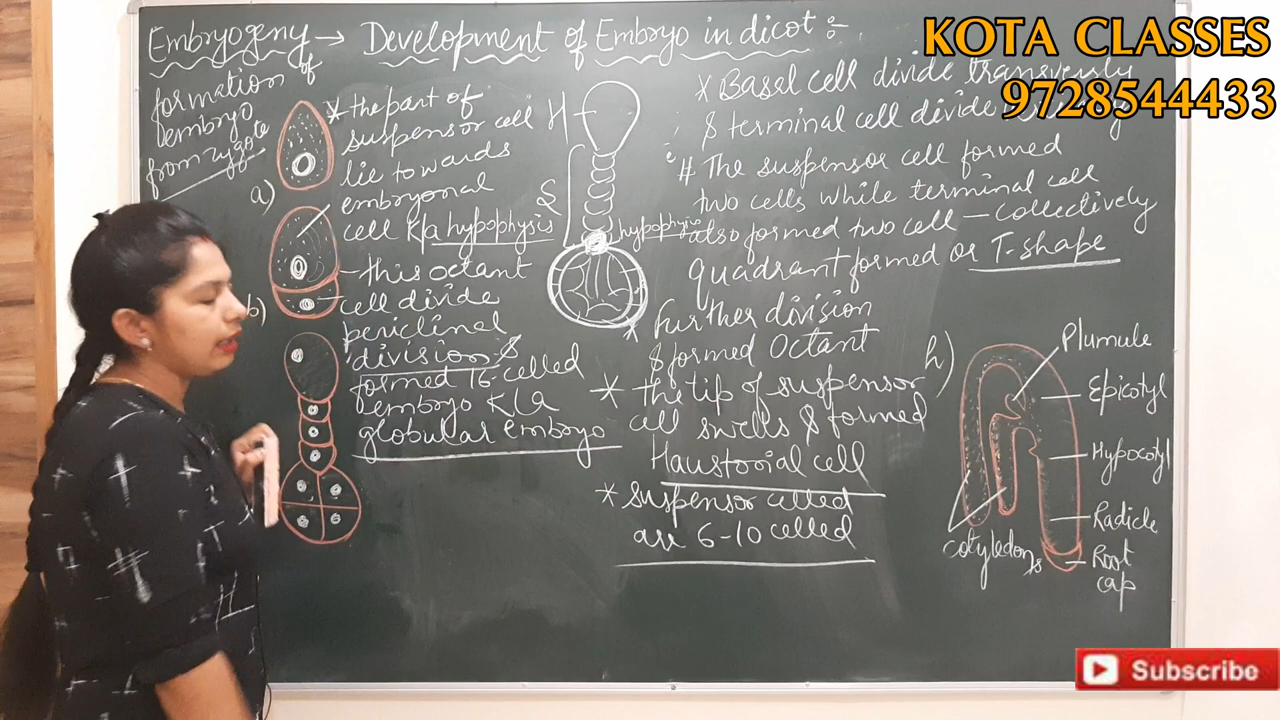 KOTA CLASSES
9728544433
Embryogeny → Development of Embryo in dicot :-
formation of
embryo
from zygote
a)
b)
* the part of
suspensor cell
lie towards
embryonal
cell K/a hypophysis
- this octant
cell divide
periclinal
division &
formed 16-celled
embryo K/a
globular embryo
H
S
hypophysis
* Basal cell divide transversly
& terminal cell divide
# The suspensor cell formed
two cells while terminal cell
also formed two cell - collectively
quadrant formed or T-shape
* further division
& formed Octant
* the tip of suspensor
cell swells & formed
Haustorial cell
* suspensor celled
are 6-10 celled
h)
Plumule
Epicotyl
Hypocotyl
Radicle
Root
cap
Cotyledons
Subscribe